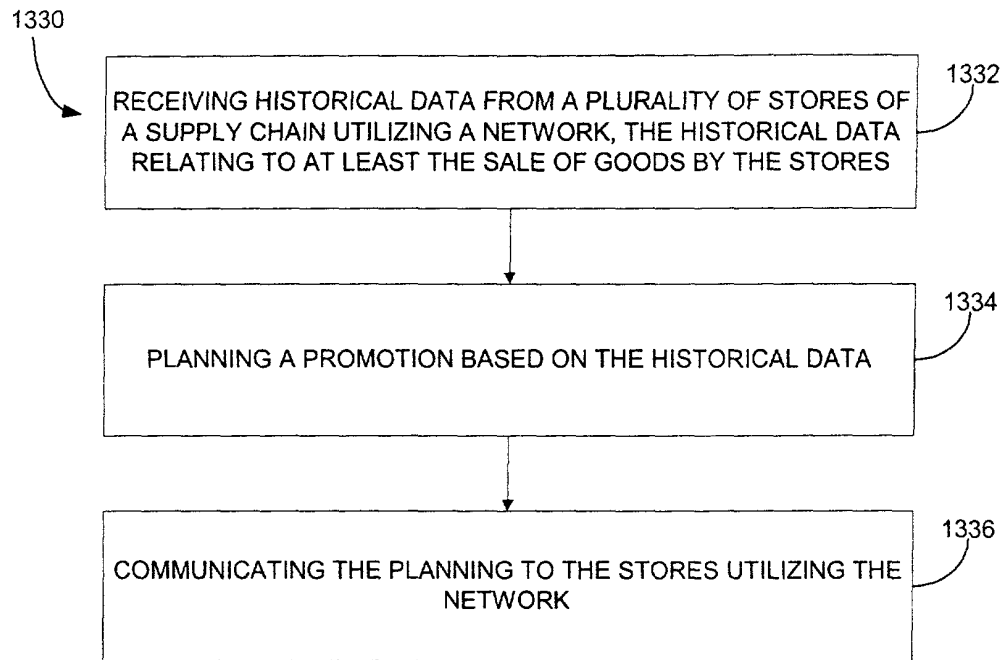 1330
1332
RECEIVING HISTORICAL DATA FROM A PLURALITY OF STORES OF
A SUPPLY CHAIN UTILIZING A NETWORK, THE HISTORICAL DATA
RELATING TO AT LEAST THE SALE OF GOODS BY THE STORES
1334
PLANNING A PROMOTION BASED ON THE HISTORICAL DATA
1336
COMMUNICATING THE PLANNING TO THE STORES UTILIZING THE
NETWORK